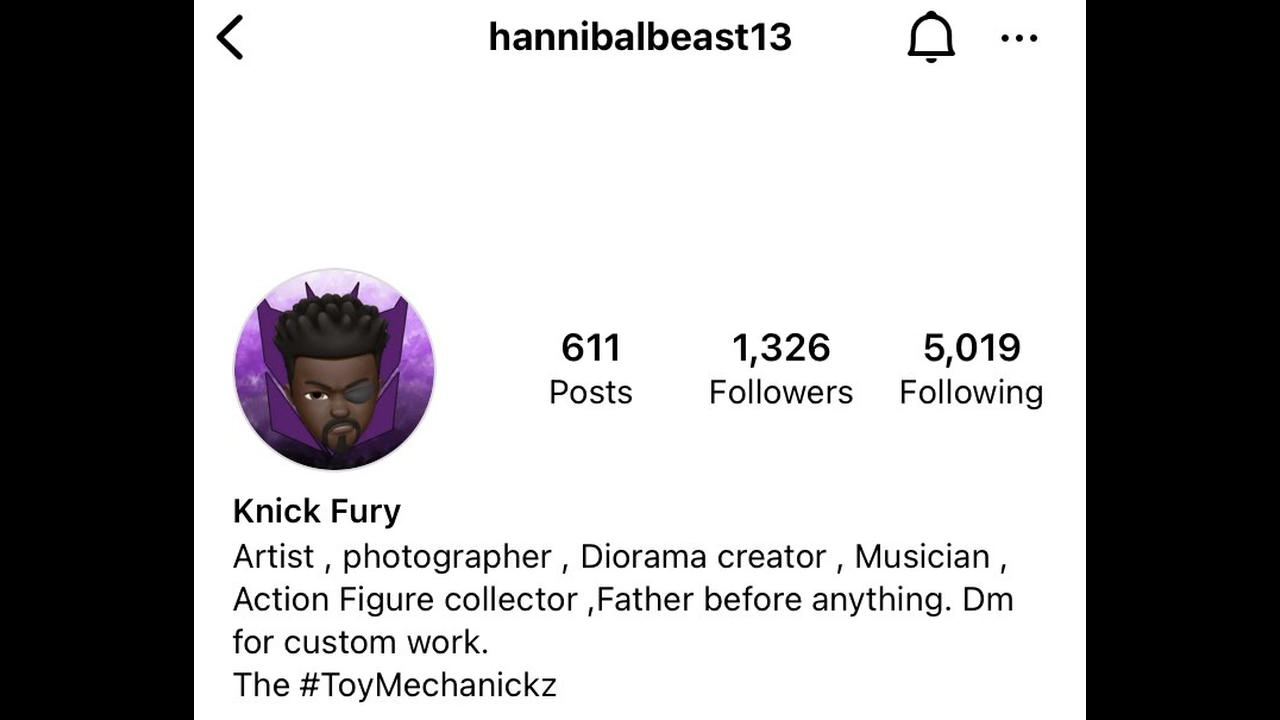 hannibalbeast13
611 1,326 5,019
Posts Followers Following
Knick Fury
Artist , photographer , Diorama creator , Musician ,
Action Figure collector ,Father before anything. Dm
for custom work.
The #ToyMechanickz